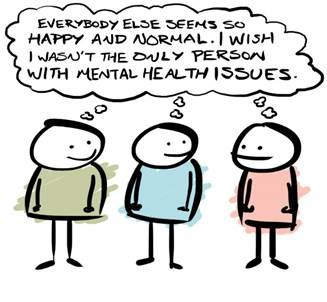 EVERYBODY ELSE SEEMS SO
HAPPY AND NORMAL. I WISH
I WASN'T THE ONLY PERSON
WITH MENTAL HEALTH ISSUES.